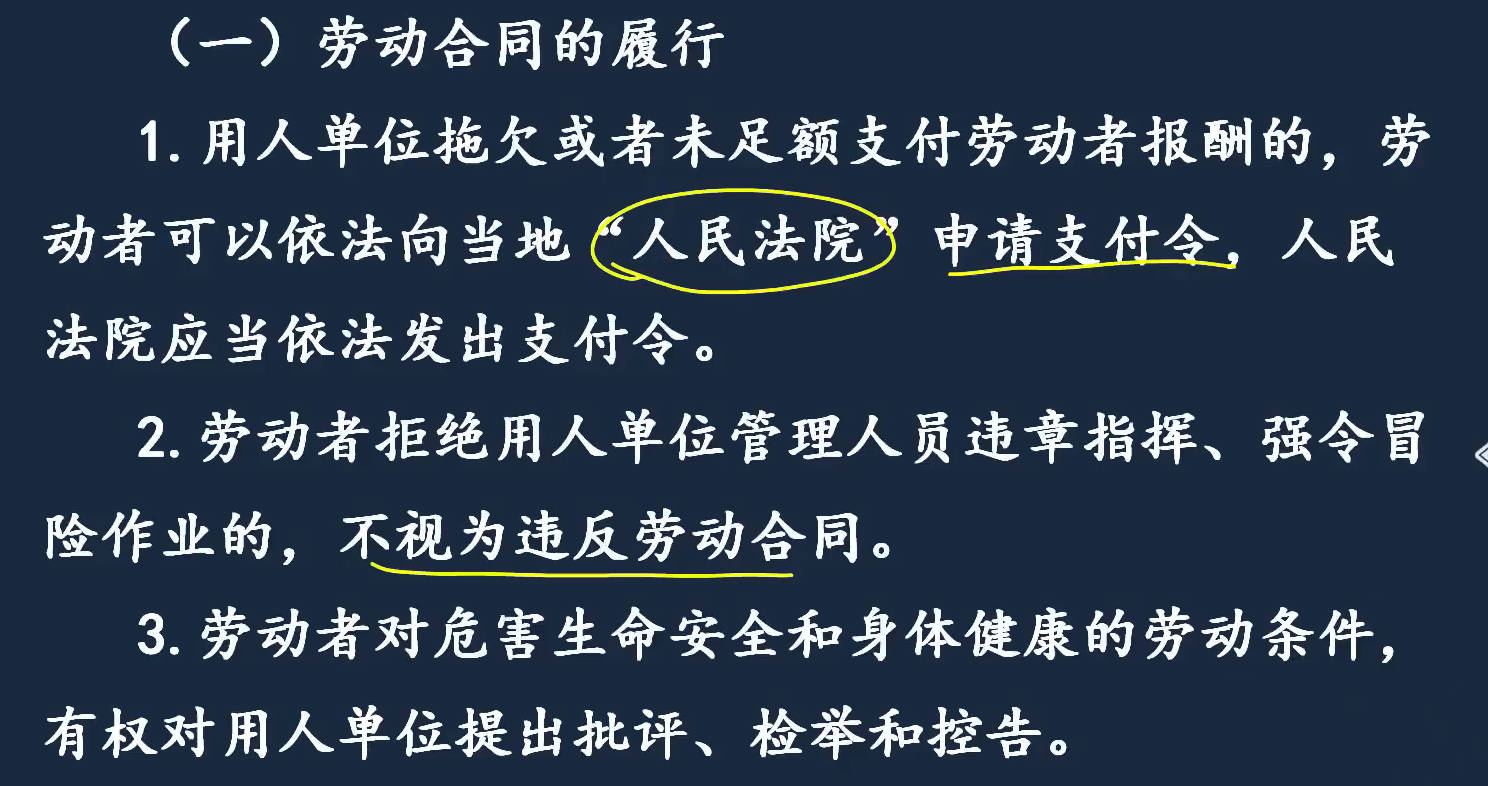 （一）劳动合同的履行
1.用人单位拖欠或者未足额支付劳动者报酬的，劳
动者可以依法向当地“人民法院”申请支付令，人民
法院应当依法发出支付令。
2.劳动者拒绝用人单位管理人员违章指挥、强令冒
险作业的，不视为违反劳动合同。
3.劳动者对危害生命安全和身体健康的劳动条件，
有权对用人单位提出批评、检举和控告。